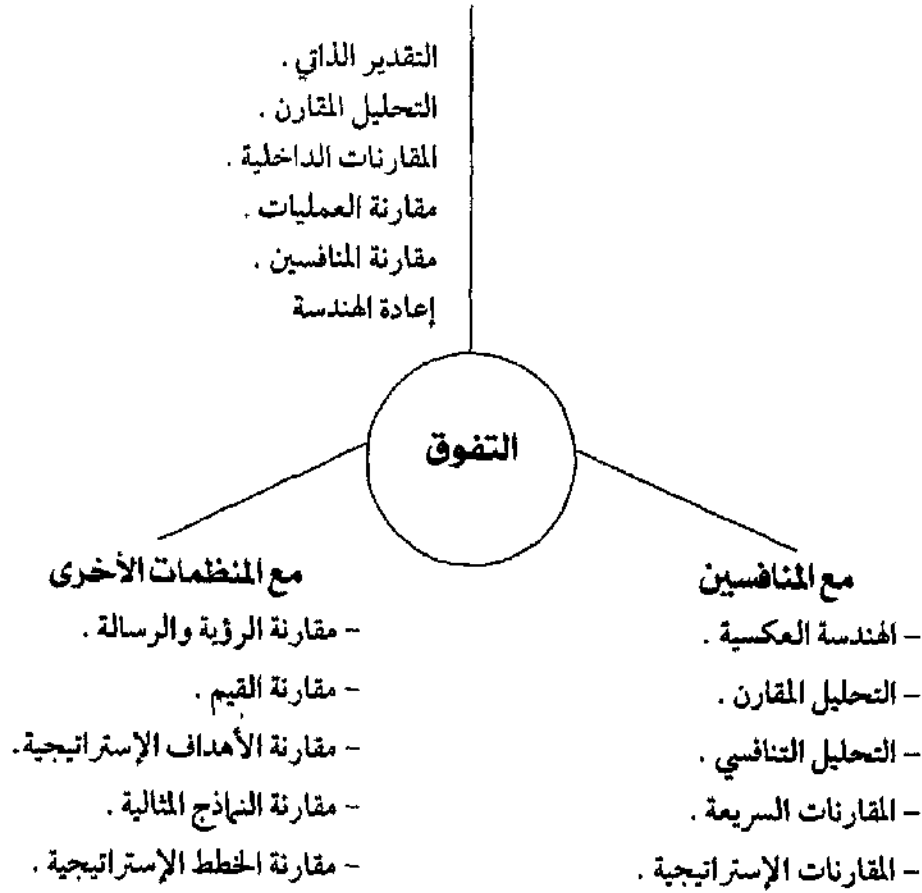 التقدير الذاتي .
التحليل المقارن .
المقارنات الداخلية .
مقارنة العمليات .
مقارنة المنافسين .
إعادة الهندسة
التفوق
مع المنافسين
– الهندسة العكسية .
– التحليل المقارن .
– التحليل التنافسي .
– المقارنات السريعة .
– المقارنات الإستراتيجية .
مع المنظمات الأخرى
– مقارنة الرؤية والرسالة .
– مقارنة القيم .
– مقارنة الأهداف الإستراتيجية.
– مقارنة النماذج المثالية .
– مقارنة الخطط الإستراتيجية .